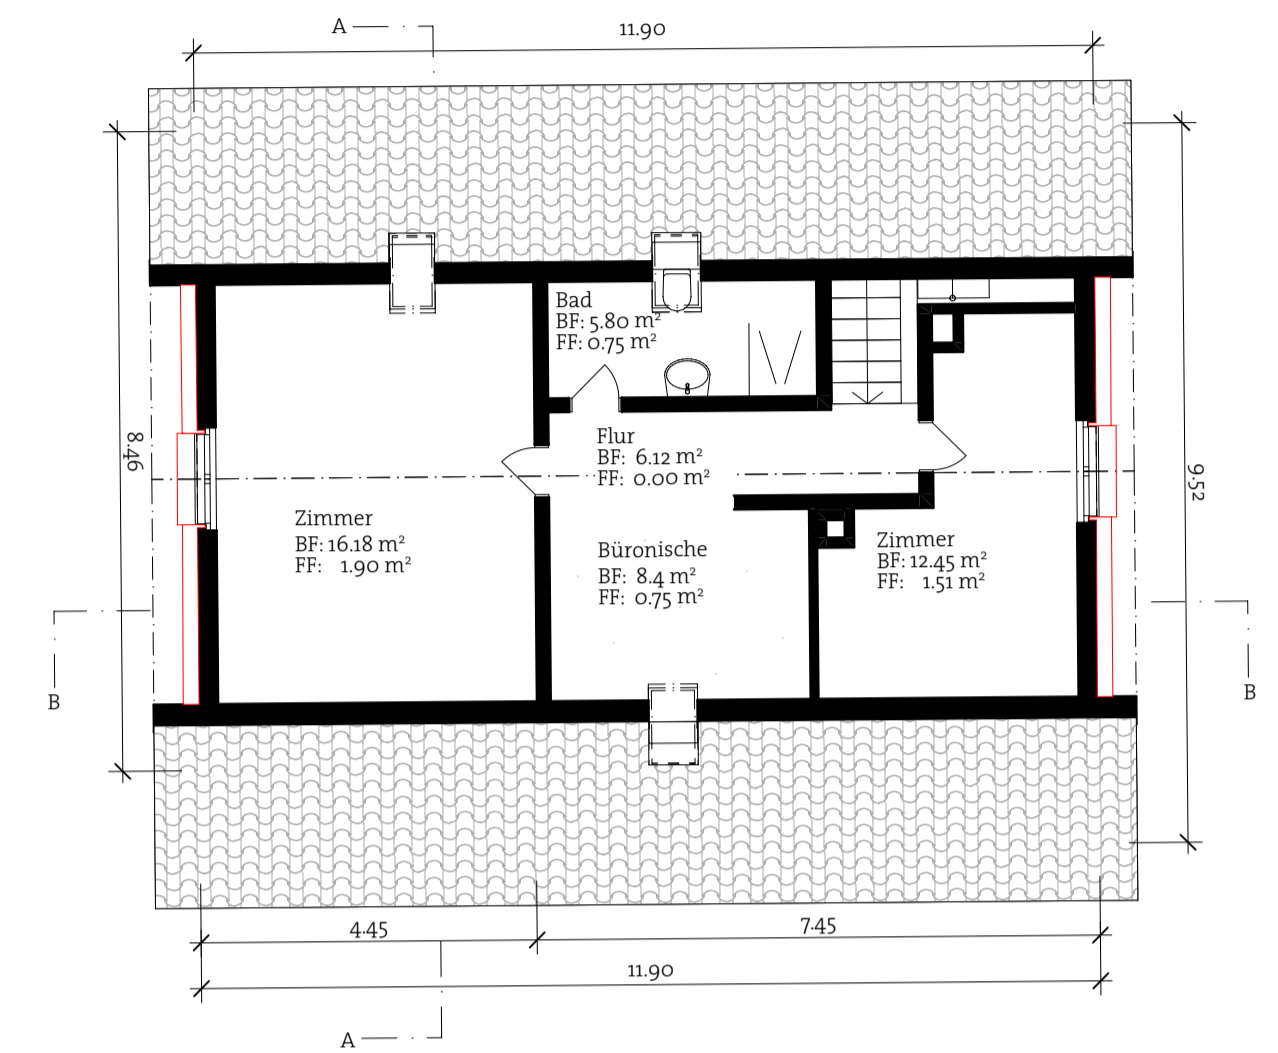 A
11.90
Bad
BF: 5.80 m²
FF: 0.75 m²
8.46
9.52
Flur
BF: 6.12 m²
FF: 0.00 m²
Zimmer
BF: 16.18 m²
FF: 1.90 m²
Büronische
BF: 8.4 m²
FF: 0.75 m²
Zimmer
BF: 12.45 m²
FF: 1.51 m²
B
B
4.45
7.45
11.90
A